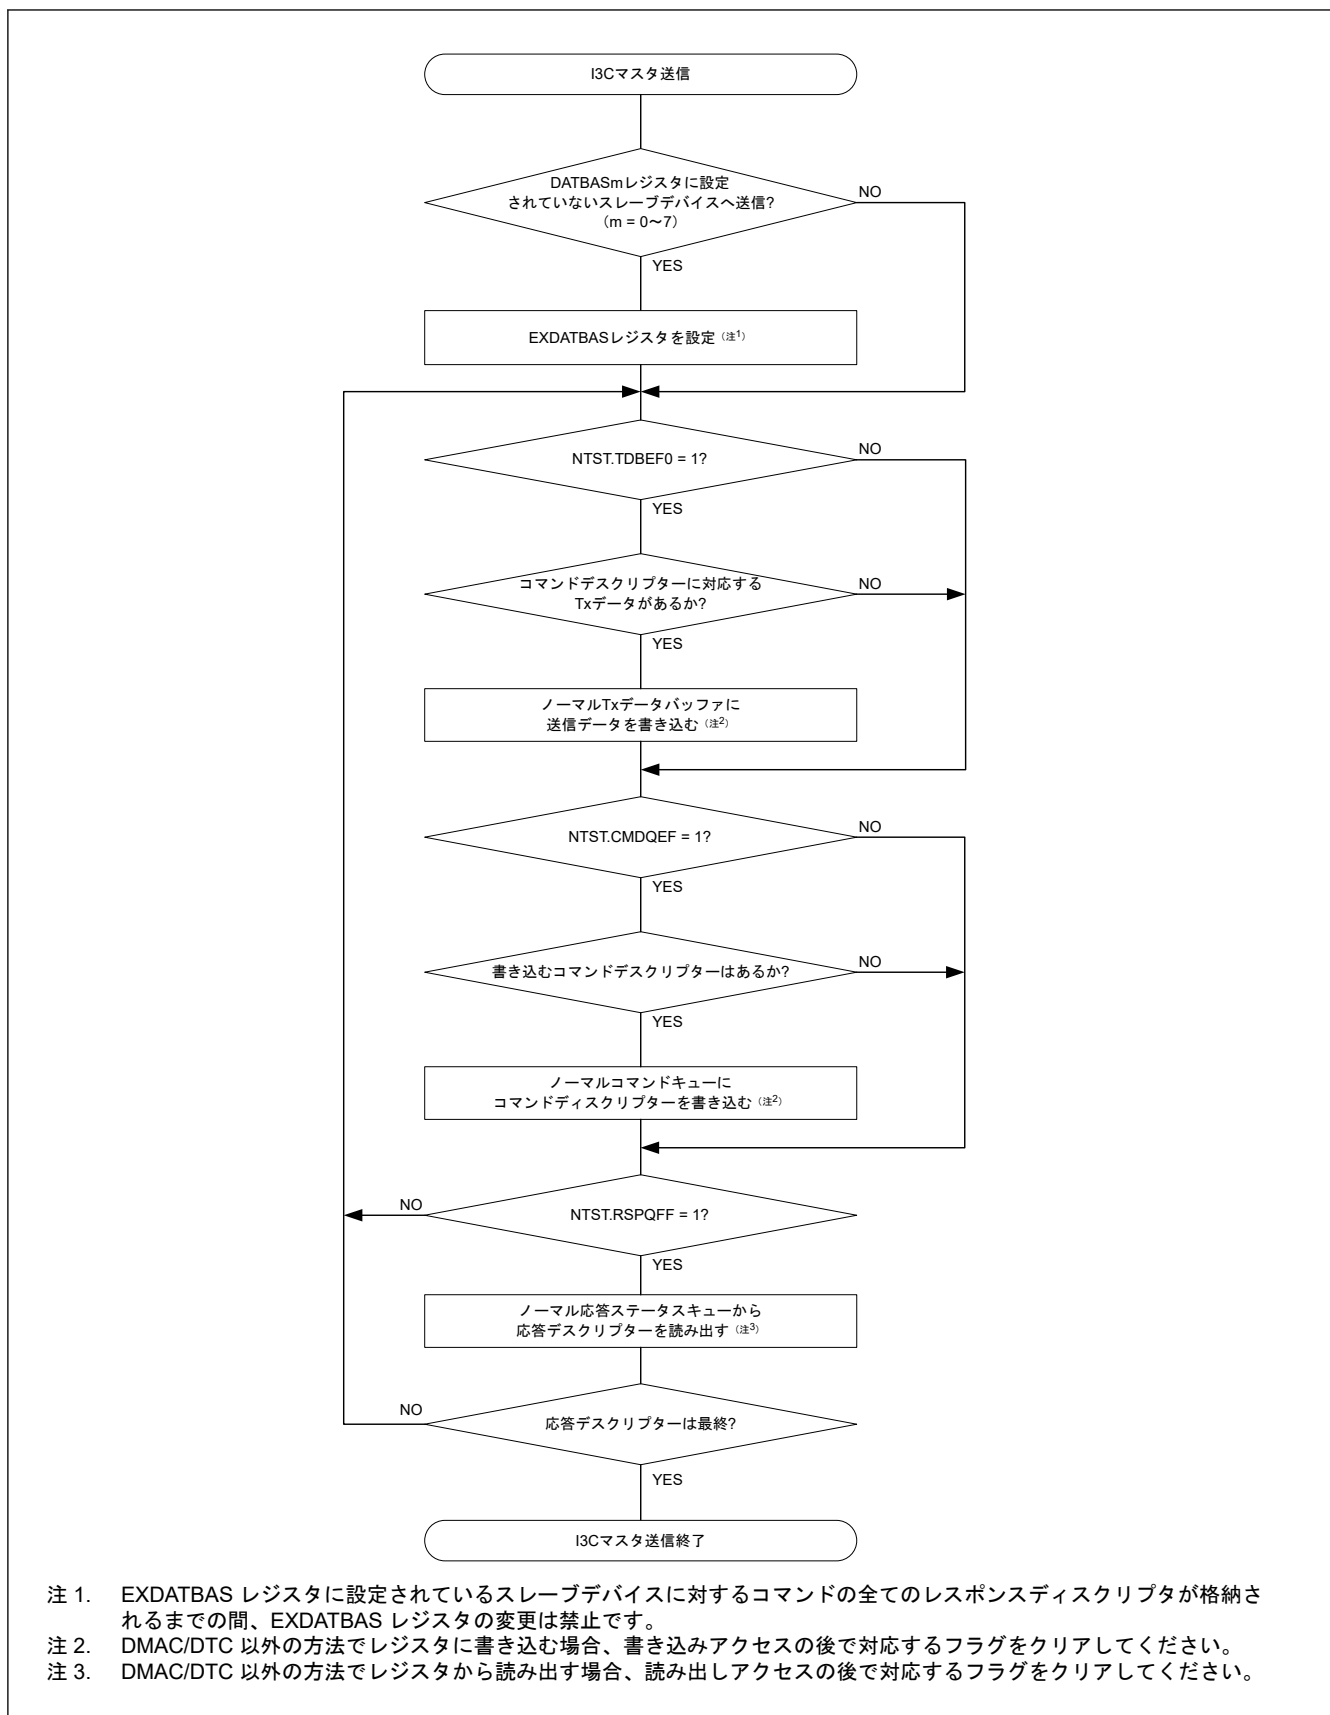 I3Cマスタ送信
DATBASmレジスタに設定
されていないスレーブデバイスへ送信?
（m = 0～7）
NO
YES
EXDATBASレジスタを設定（注1）
NTST.TDBEF0 = 1?
NO
YES
コマンドデスクリプターに対応する
Txデータがあるか?
NO
YES
ノーマルTxデータバッファに
送信データを書き込む（注2）
NTST.CMDQEF = 1?
NO
YES
書き込むコマンドデスクリプターはあるか?
NO
YES
ノーマルコマンドキューに
コマンドディスクリプターを書き込む（注2）
NO
NTST.RSPQFF = 1?
YES
ノーマル応答ステータスキューから
応答デスクリプターを読み出す（注3）
NO
応答デスクリプターは最終?
YES
I3Cマスタ送信終了
注 1. EXDATBAS レジスタに設定されているスレーブデバイスに対するコマンドの全てのレスポンスディスクリプタが格納さ
れるまでの間、EXDATBAS レジスタの変更は禁止です。
注 2. DMAC/DTC 以外の方法でレジスタに書き込む場合、書き込みアクセスの後で対応するフラグをクリアしてください。
注 3. DMAC/DTC 以外の方法でレジスタから読み出す場合、読み出しアクセスの後で対応するフラグをクリアしてください。